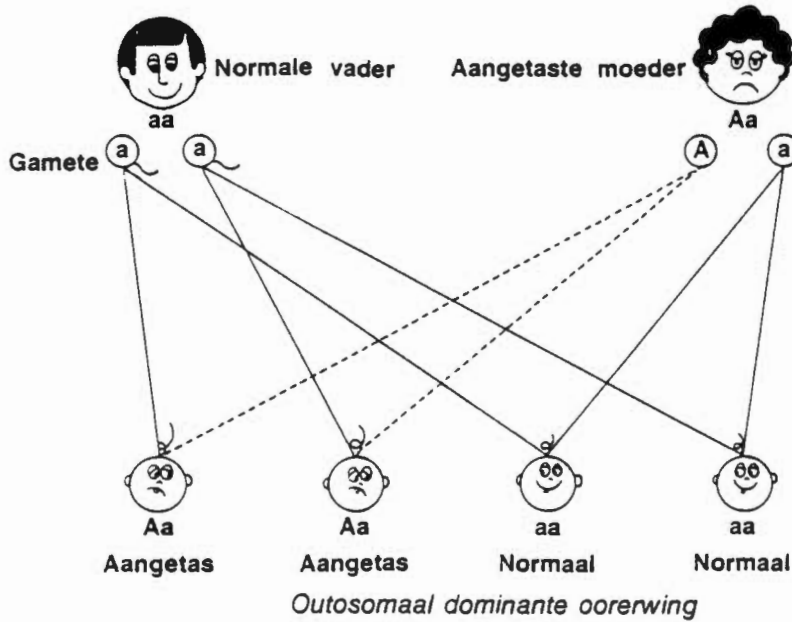 Normale vader Aangetaste moeder
aa Aa
Gamete a a A a
Aa Aa aa aa
Aangetas Aangetas Normaal Normaal
Outosomaal dominante oorerwing